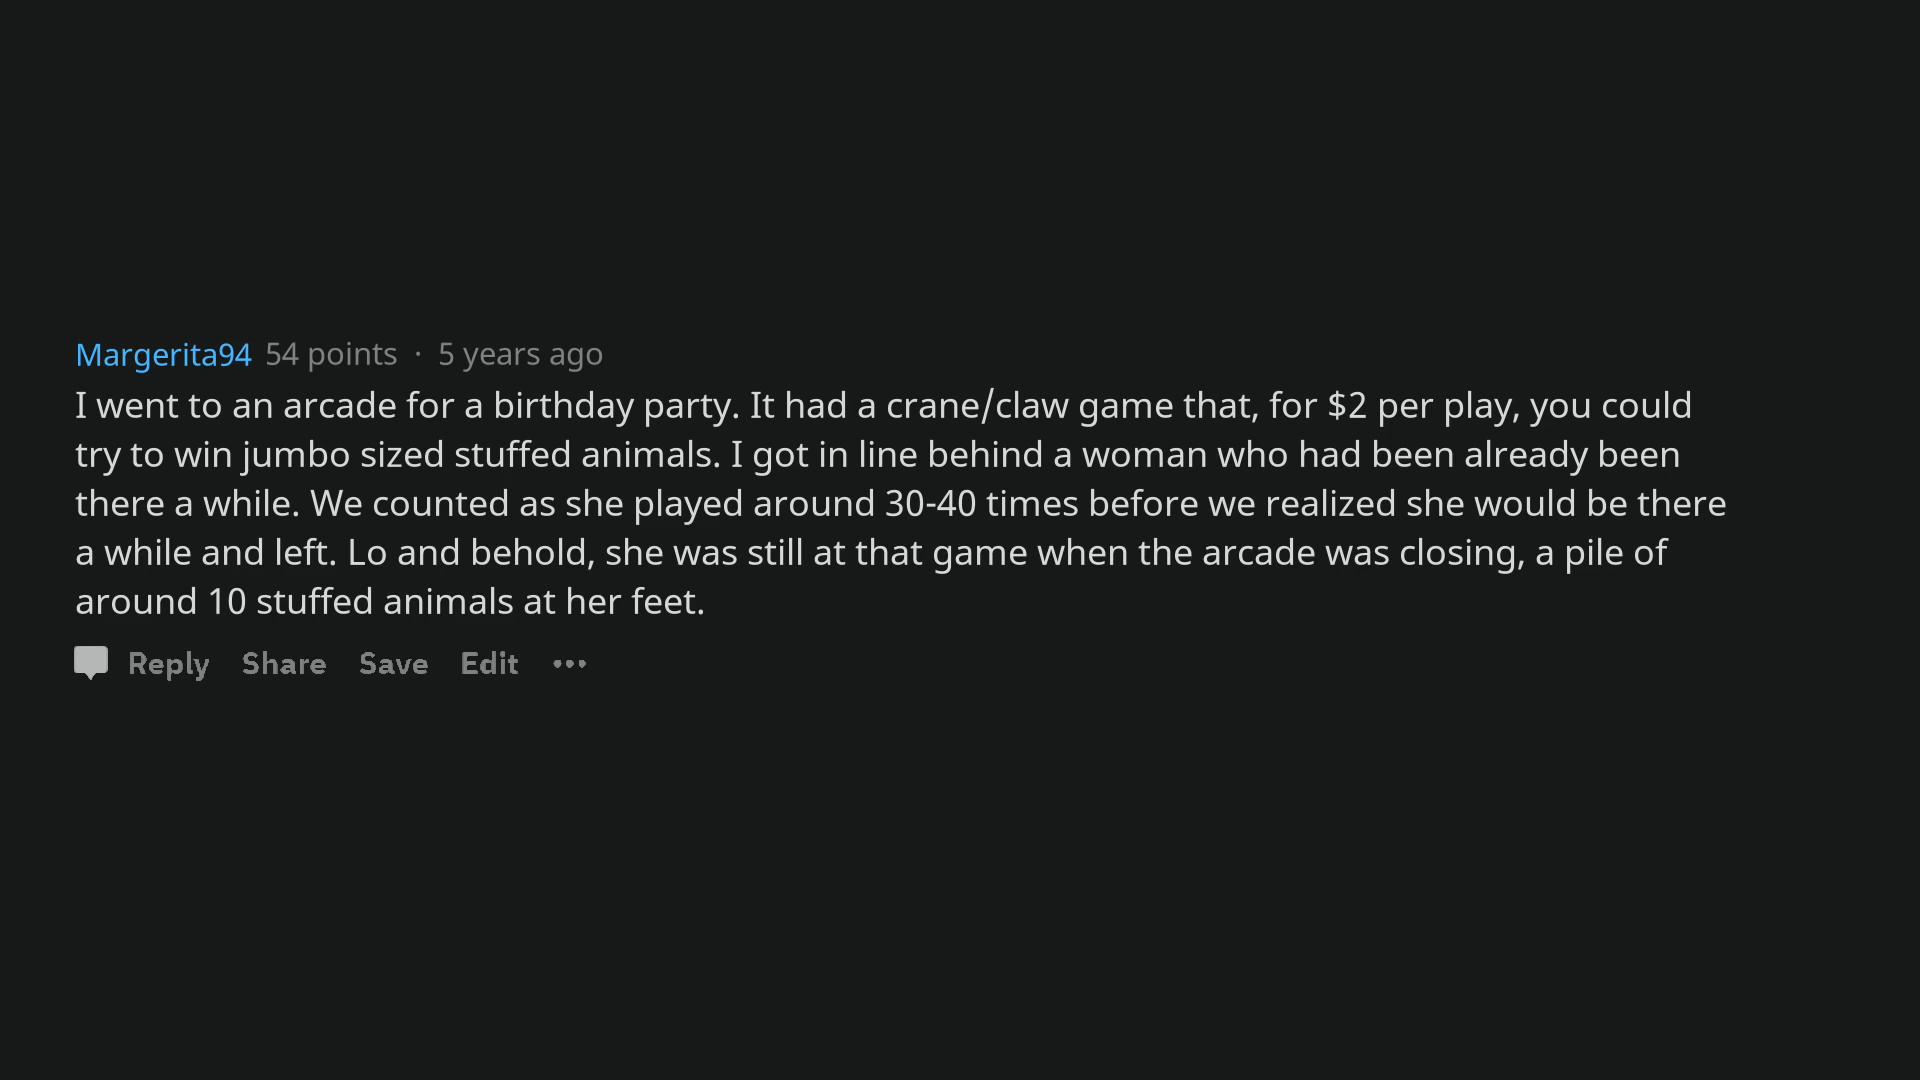 Margerita94 54 points · 5 years ago
I went to an arcade for a birthday party. It had a crane/claw game that, for $2 per play, you could
try to win jumbo sized stuffed animals. I got in line behind a woman who had been already been
there a while. We counted as she played around 30-40 times before we realized she would be there
a while and left. Lo and behold, she was still at that game when the arcade was closing, a pile of
around 10 stuffed animals at her feet.
Reply Share Save Edit •••